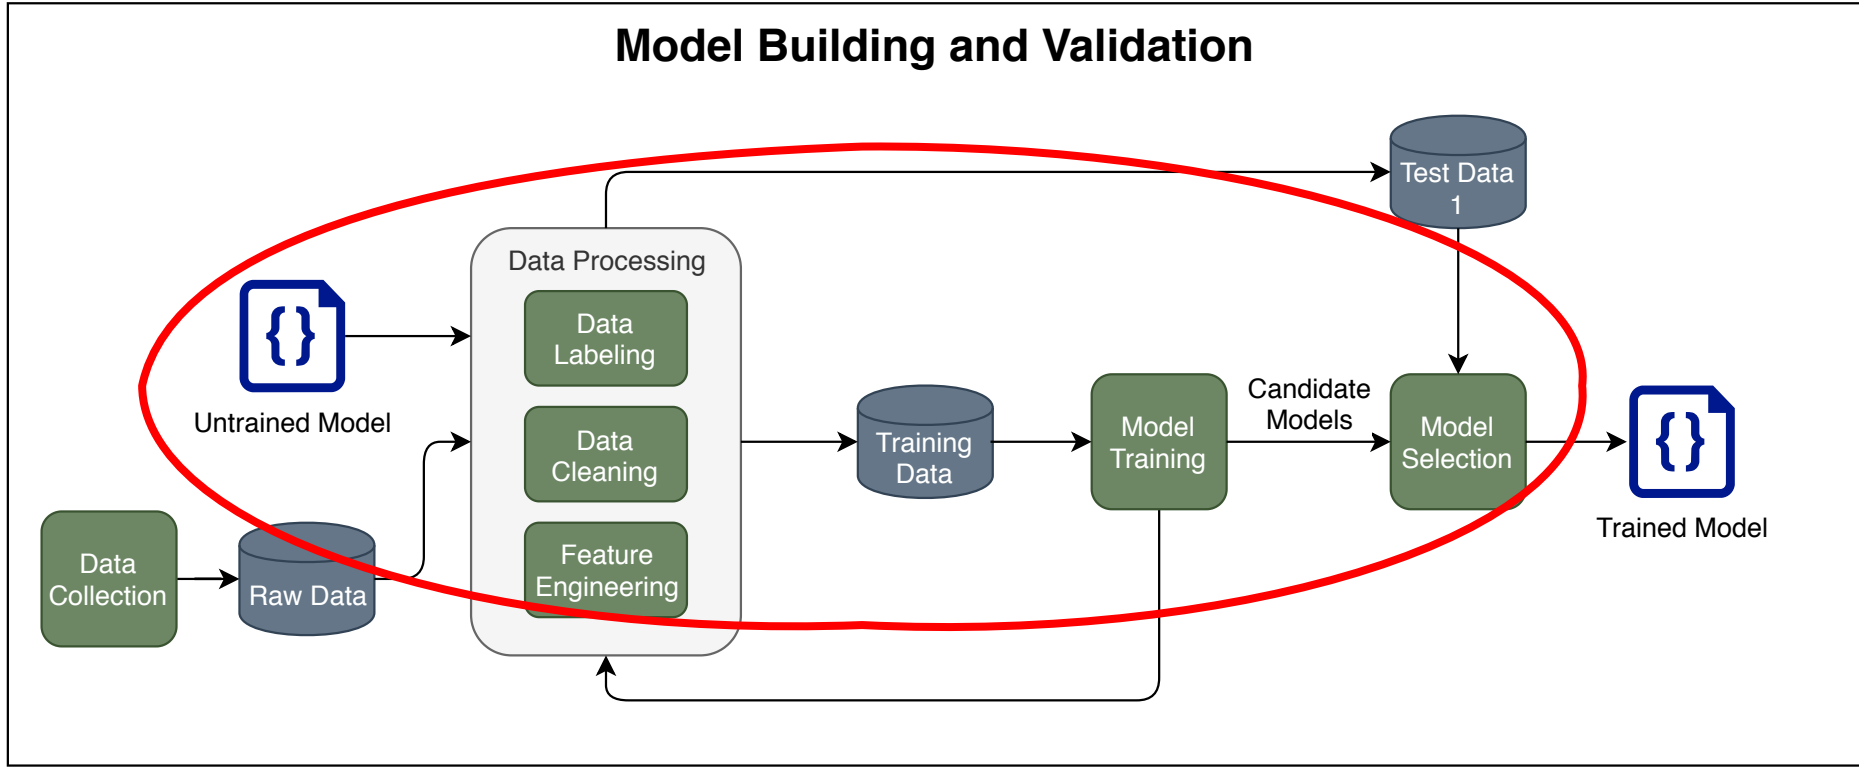 Model Building and Validation
Test Data
1
Data Processing
Data
Labeling
Untrained Model
Data
Cleaning
Training
Data
Model
Training
Candidate
Models
Model
Selection
Trained Model
Data
Collection
Raw Data
Feature
Engineering